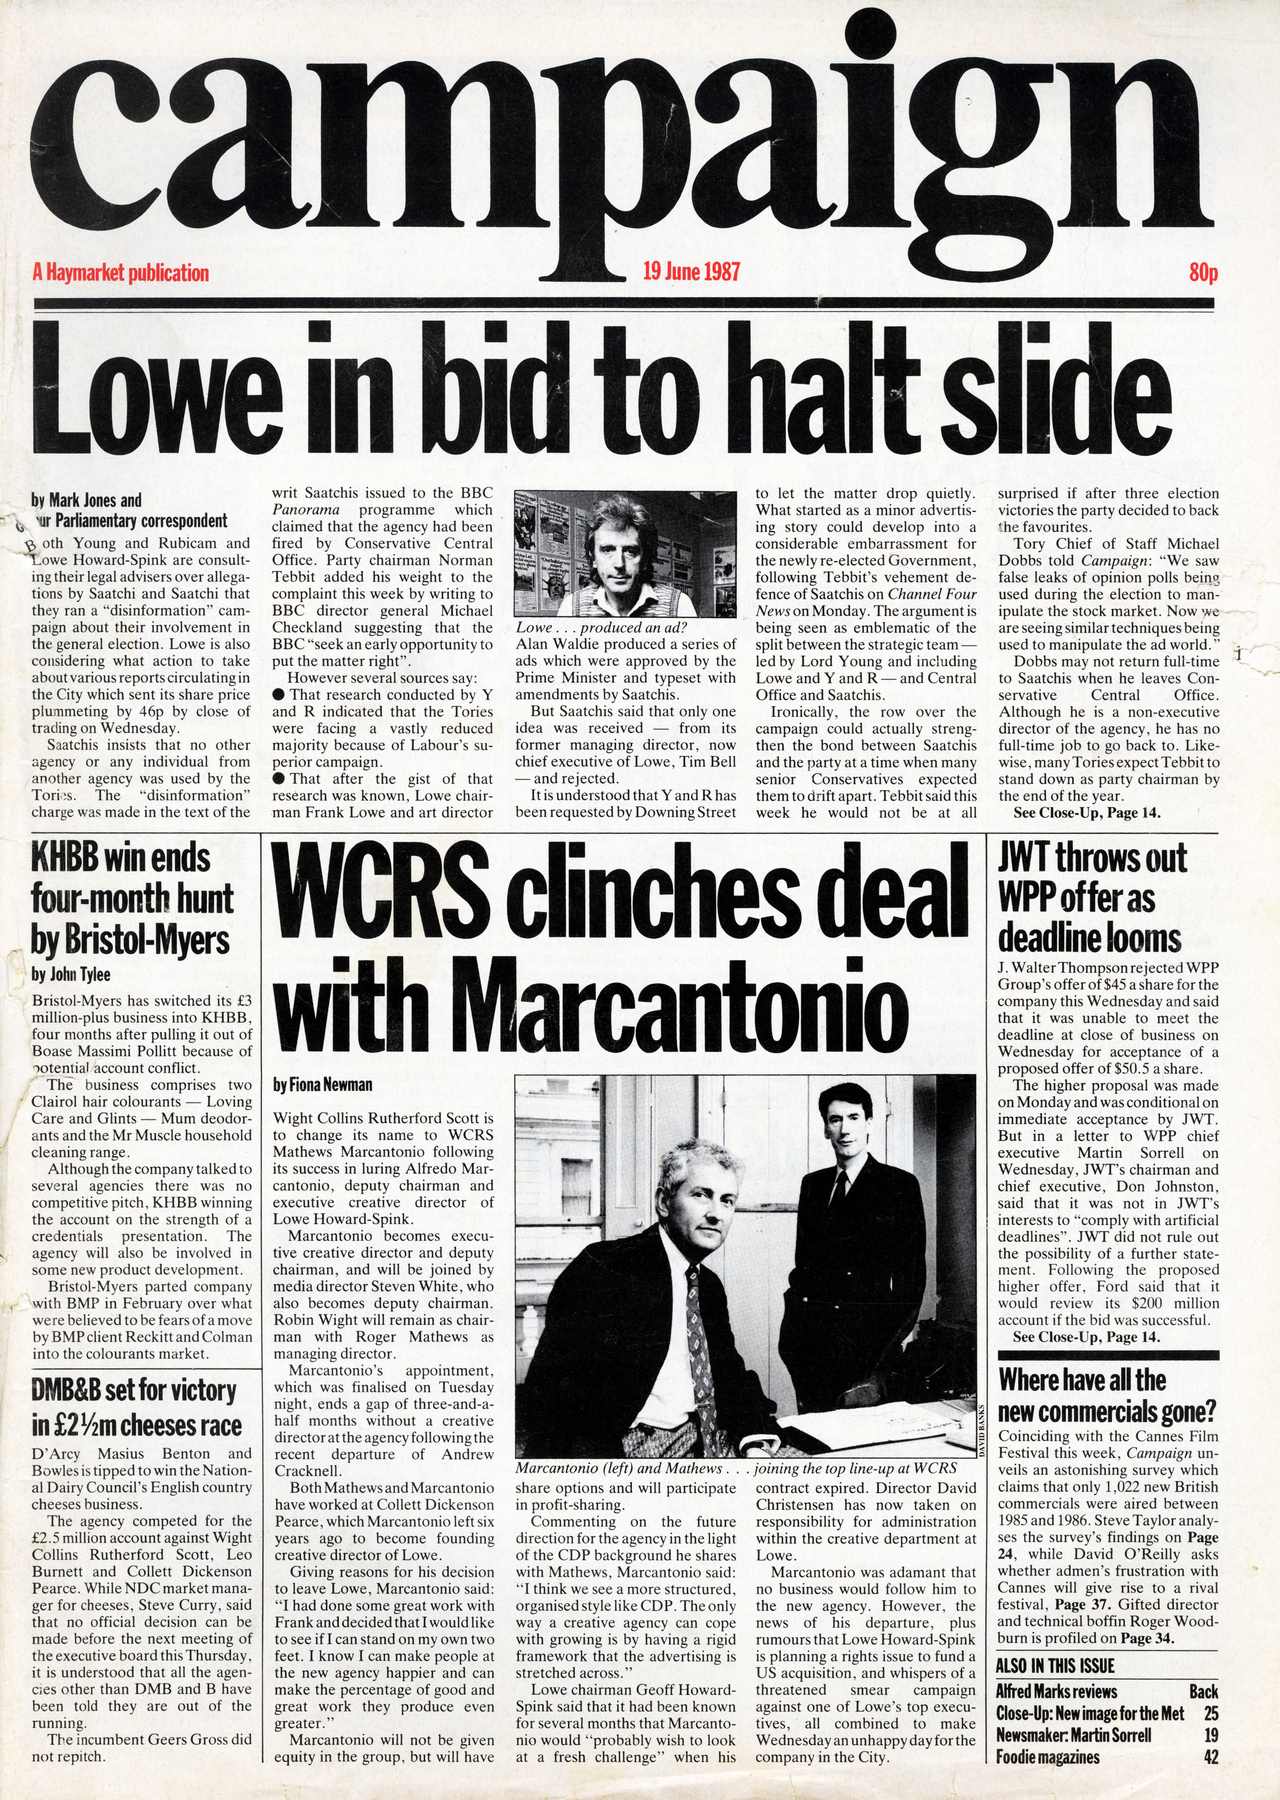 campaign
A Haymarket publication
19 June 1987
80p
Lowe in bid to halt slide
by Mark Jones and
ur Parliamentary correspondent
Both Young and Rubicam and
Lowe Howard-Spink are consult-
ing their legal advisers over allega-
tions by Saatchi and Saatchi that
they ran a “disinformation” cam-
paign about their involvement in
the general election. Lowe is also
considering what action to take
about various reports circulating in
the City which sent its share price
plummeting by 46p by close of
trading on Wednesday.
Saatchi insists that no other
agency or any individual from
another agency was used by the
Tories. The “disinformation”
charge was made in the text of the
writ Saatchis issued to the BBC
Panorama programme which
claimed that the agency had been
fired by Conservative Central
Office. Party chairman Norman
Tebbit added his weight to the
complaint this week by writing to
BBC director general Michael
Checkland suggesting that the
BBC “seek an early opportunity to
put the matter right”.
However several sources say:
● That research conducted by Y
and R indicated that the Tories
were facing a vastly reduced
majority because of Labour's su-
perior campaign.
● That after the gist of that
research was known, Lowe chair-
man Frank Lowe and art director
Lowe . . . produced an ad?
Alan Waldie produced a series of
ads which were approved by the
Prime Minister and typeset with
amendments by Saatchis.
But Saatchis said that only one
idea was received — from its
former managing director, now
chief executive of Lowe, Tim Bell
— and rejected.
It is understood that Y and R has
been requested by Downing Street
to let the matter drop quietly.
What started as a minor advertis-
ing story could develop into a
considerable embarrassment for
the newly re-elected Government,
following Tebbit's vehement de-
fence of Saatchis on Channel Four
News on Monday. The argument is
being seen as emblematic of the
split between the strategic team —
led by Lord Young and including
Lowe and Y and R — and Central
Office and Saatchis.
Ironically, the row over the
campaign could actually streng-
then the bond between Saatchis
and the party at a time when many
senior Conservatives expected
them to drift apart. Tebbit said this
week he would not be at all
surprised if after three election
victories the party decided to back
the favourites.
Tory Chief of Staff Michael
Dobbs told Campaign: “We saw
false leaks of opinion polls being
used during the election to man-
ipulate the stock market. Now we
are seeing similar techniques being
used to manipulate the ad world.”
Dobbs may not return full-time
to Saatchis when he leaves Con-
servative Central Office.
Although he is a non-executive
director of the agency, he has no
full-time job to go back to. Like-
wise, many Tories expect Tebbit to
stand down as party chairman by
the end of the year.
See Close-Up, Page 14.
KHBB win ends
four-month hunt
by Bristol-Myers
by John Tylee
Bristol-Myers has switched its £3
million-plus business into KHBB,
four months after pulling it out of
Boase Massimi Pollitt because of
potential account conflict.
The business comprises two
Clairol hair colourants — Loving
Care and Glints — Mum deodor-
ants and the Mr Muscle household
cleaning range.
Although the company talked to
several agencies there was no
competitive pitch, KHBB winning
the account on the strength of a
credentials presentation. The
agency will also be involved in
some new product development.
Bristol-Myers parted company
with BMP in February over what
were believed to be fears of a move
by BMP client Reckitt and Colman
into the colourants market.
DMB&B set for victory
in £2½m cheeses race
D'Arcy Masius Benton and
Bowles is tipped to win the Nation-
al Dairy Council's English country
cheeses business.
The agency competed for the
£2.5 million account against Wight
Collins Rutherford Scott, Leo
Burnett and Collett Dickenson
Pearce. While NDC market mana-
ger for cheeses, Steve Curry, said
that no official decision can be
made before the next meeting of
the executive board this Thursday,
it is understood that all the agen-
cies other than DMB and B have
been told they are out of the
running.
The incumbent Geers Gross did
not repitch.
WCRS clinches deal
with Marcantonio
by Fiona Newman
Wight Collins Rutherford Scott is
to change its name to WCRS
Mathews Marcantonio following
its success in luring Alfredo Mar-
cantonio, deputy chairman and
executive creative director of
Lowe Howard-Spink.
Marcantonio becomes execu-
tive creative director and deputy
chairman, and will be joined by
media director Steven White, who
also becomes deputy chairman.
Robin Wight will remain as chair-
man with Roger Mathews as
managing director.
Marcantonio's appointment,
which was finalised on Tuesday
night, ends a gap of three-and-a-
half months without a creative
director at the agency following the
recent departure of Andrew
Cracknell.
Both Mathews and Marcantonio
have worked at Collett Dickenson
Pearce, which Marcantonio left six
years ago to become founding
creative director of Lowe.
Giving reasons for his decision
to leave Lowe, Marcantonio said:
“I had done some great work with
Frank and decided that I would like
to see if I can stand on my own two
feet. I know I can make people at
the new agency happier and can
make the percentage of good and
great work they produce even
greater.”
Marcantonio will not be given
equity in the group, but will have
DAVID BANKS
Marcantonio (left) and Mathews . . . joining the top line-up at WCRS
share options and will participate
in profit-sharing.
Commenting on the future
direction for the agency in the light
of the CDP background he shares
with Mathews, Marcantonio said:
“I think we see a more structured,
organised style like CDP. The only
way a creative agency can cope
with growing is by having a rigid
framework that the advertising is
stretched across.”
Lowe chairman Geoff Howard-
Spink said that it had been known
for several months that Marcanto-
nio would “probably wish to look
at a fresh challenge” when his
contract expired. Director David
Christensen has now taken on
responsibility for administration
within the creative department at
Lowe.
Marcantonio was adamant that
no business would follow him to
the new agency. However, the
news of his departure, plus
rumours that Lowe Howard-Spink
is planning a rights issue to fund a
US acquisition, and whispers of a
threatened smear campaign
against one of Lowe's top execu-
tives, all combined to make
Wednesday an unhappy day for the
company in the City.
JWT throws out
WPP offer as
deadline looms
J. Walter Thompson rejected WPP
Group's offer of $45 a share for the
company this Wednesday and said
that it was unable to meet the
deadline at close of business on
Wednesday for acceptance of a
proposed offer of $50.5 a share.
The higher proposal was made
on Monday and was conditional on
immediate acceptance by JWT.
But in a letter to WPP chief
executive Martin Sorrell on
Wednesday, JWT's chairman and
chief executive, Don Johnston,
said that it was not in JWT's
interests to “comply with artificial
deadlines”. JWT did not rule out
the possibility of a further state-
ment. Following the proposed
higher offer, Ford said that it
would review its $200 million
account if the bid was successful.
See Close-Up, Page 14.
Where have all the
new commercials gone?
Coinciding with the Cannes Film
Festival this week, Campaign un-
veils an astonishing survey which
claims that only 1,022 new British
commercials were aired between
1985 and 1986. Steve Taylor analy-
ses the survey's findings on Page
24, while David O'Reilly asks
whether admen's frustration with
Cannes will give rise to a rival
festival, Page 37. Gifted director
and technical boffin Roger Wood-
burn is profiled on Page 34.
ALSO IN THIS ISSUE
Alfred Marks reviews Back
Close-Up: New image for the Met 25
Newsmaker: Martin Sorrell 19
Foodie magazines 42